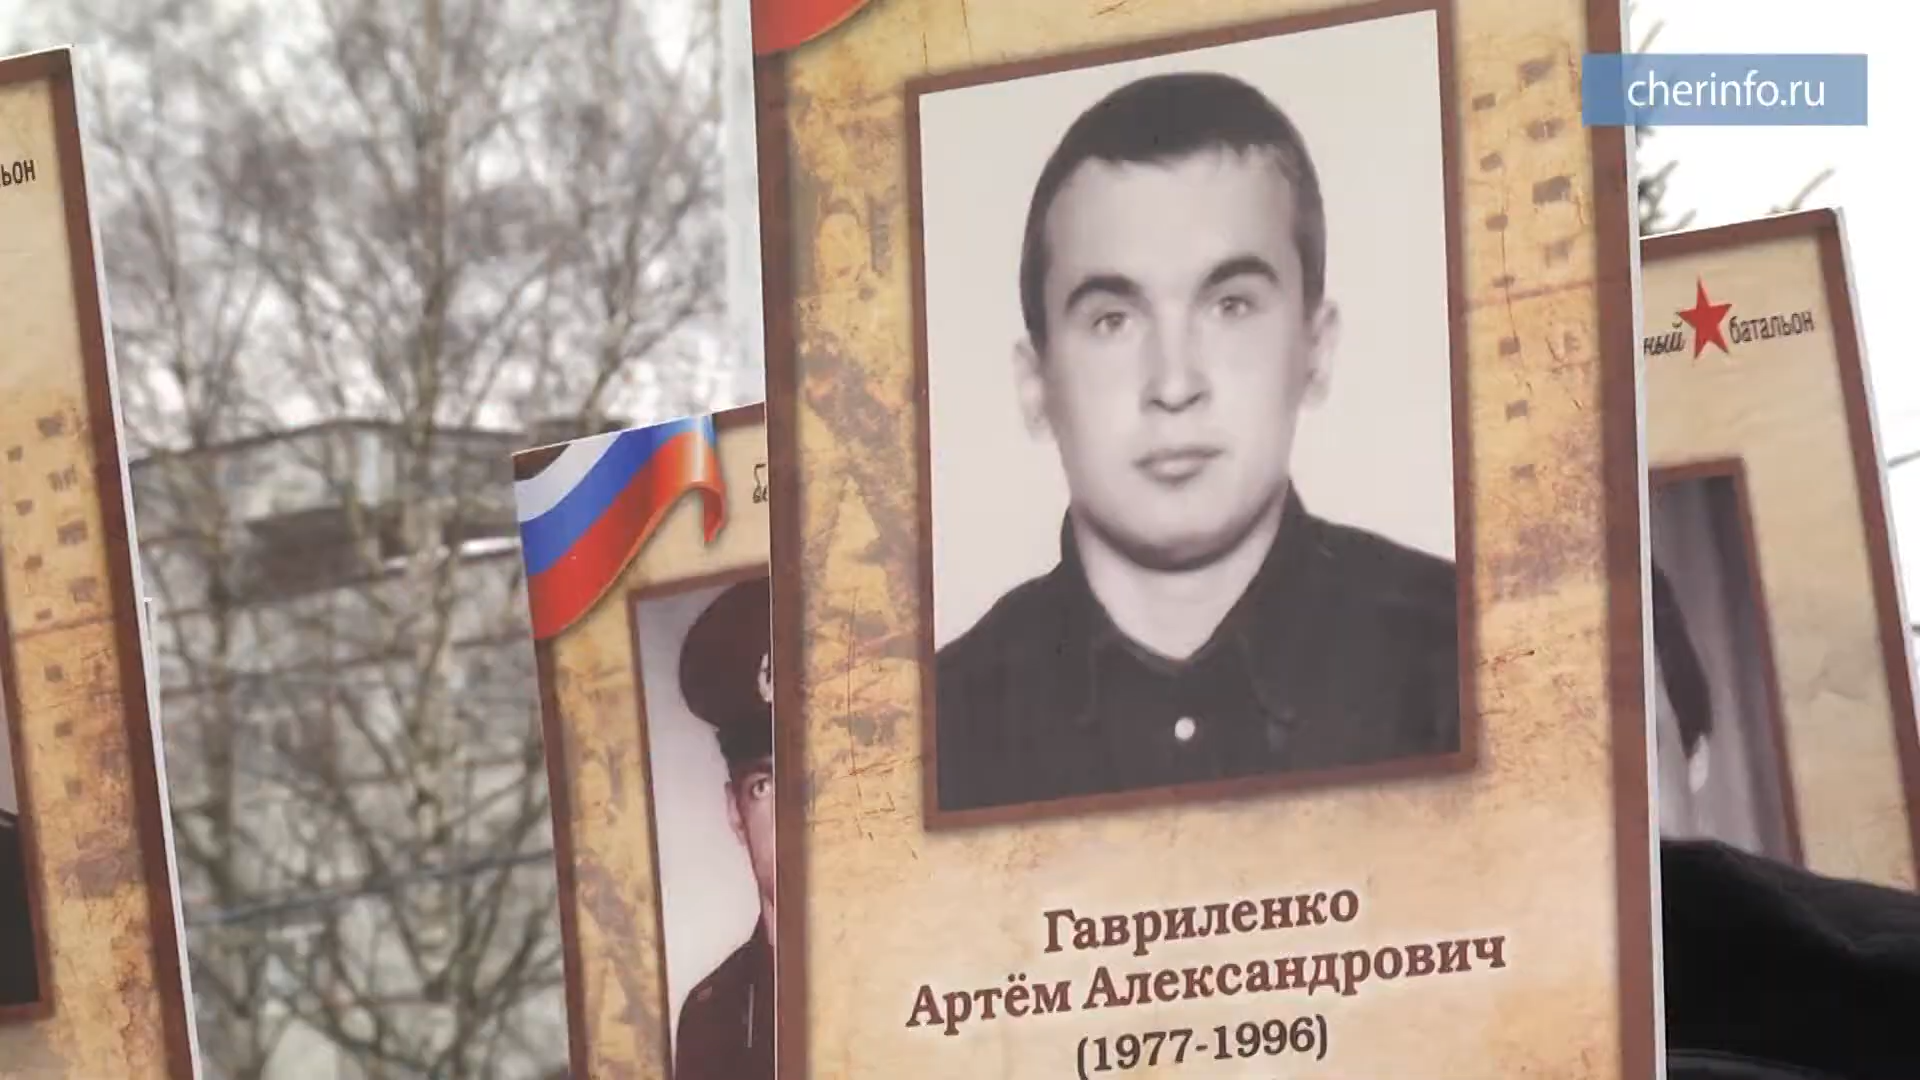 cherinfo.ru
батальон
Гавриленко
Артём Александрович
(1977-1996)